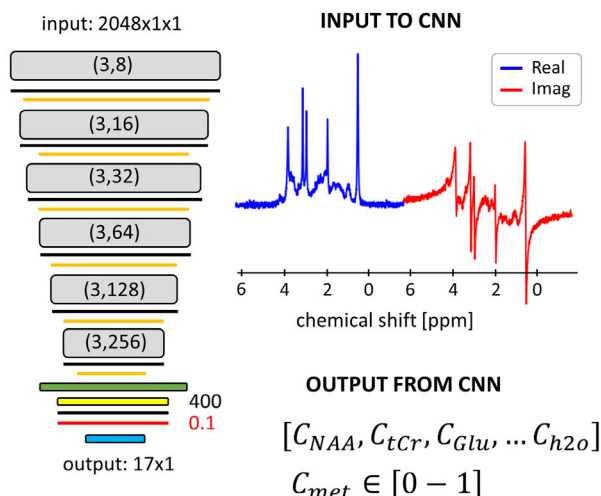 input: 2048x1x1
(3,8)
(3,16)
(3,32)
(3,64)
(3,128)
(3,256)
400
0.1
output: 17x1
INPUT TO CNN
Real
Imag
6 4 2 0 6 4 2 0
chemical shift [ppm]
OUTPUT FROM CNN
[C_NAA, C_tCr, C_Glu, … C_h2o]
C_met ∈ [0 − 1]